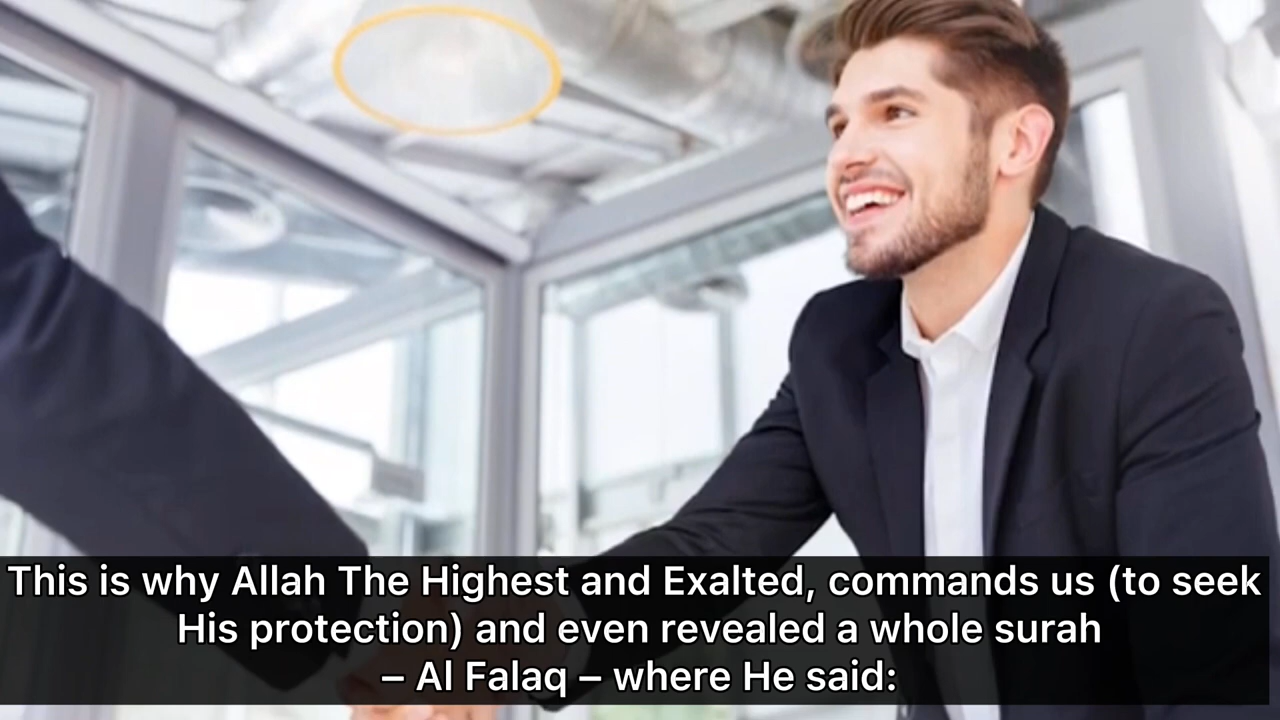 This is why Allah The Highest and Exalted, commands us (to seek
His protection) and even revealed a whole surah
– Al Falaq – where He said: